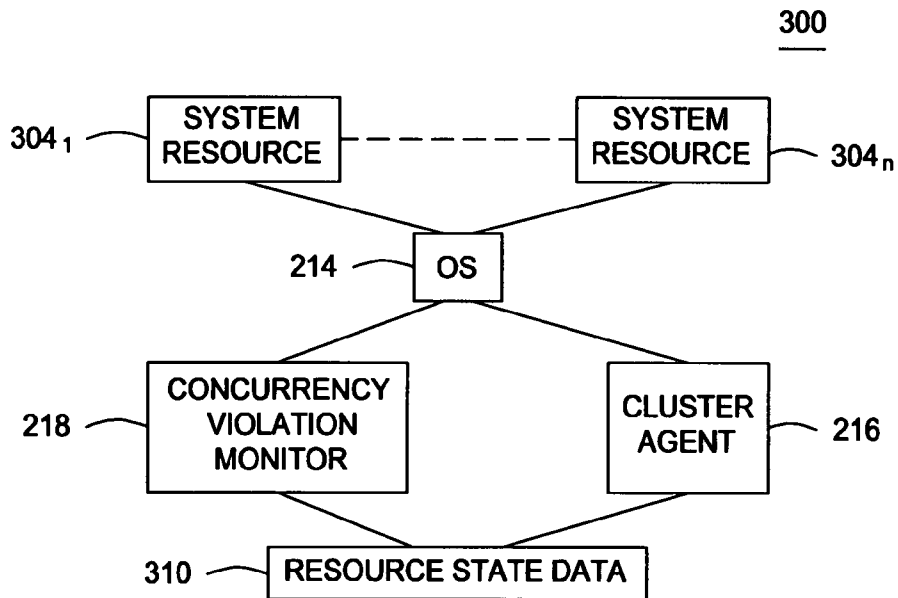 300
SYSTEM
RESOURCE
304₁
SYSTEM
RESOURCE
304ₙ
214
OS
218
CONCURRENCY
VIOLATION
MONITOR
CLUSTER
AGENT
216
310
RESOURCE STATE DATA